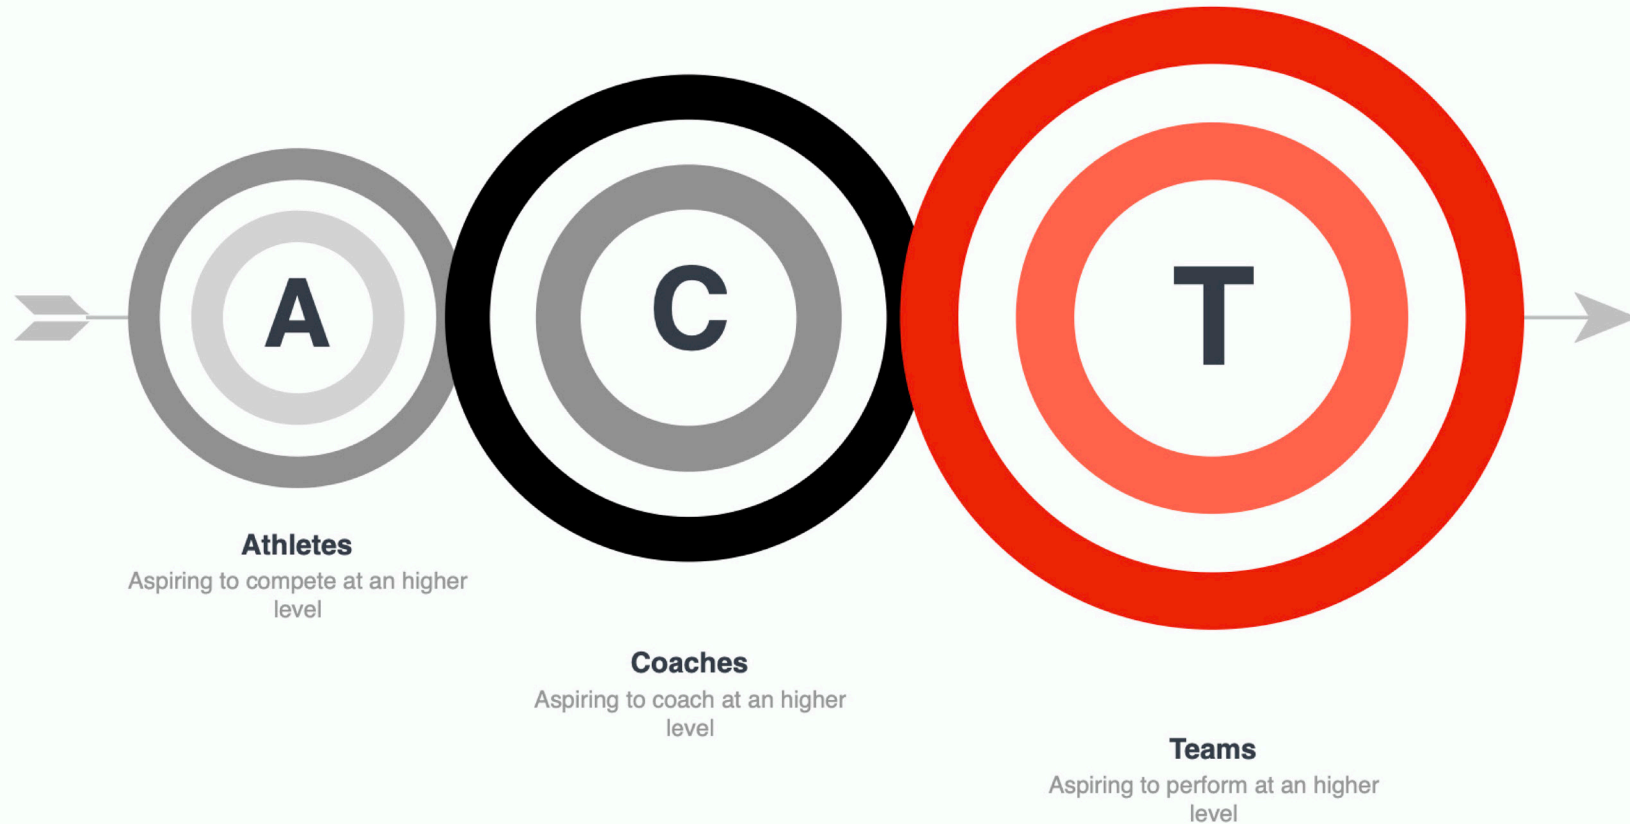 A
C
T
Athletes
Aspiring to compete at an higher
level
Coaches
Aspiring to coach at an higher
level
Teams
Aspiring to perform at an higher
level